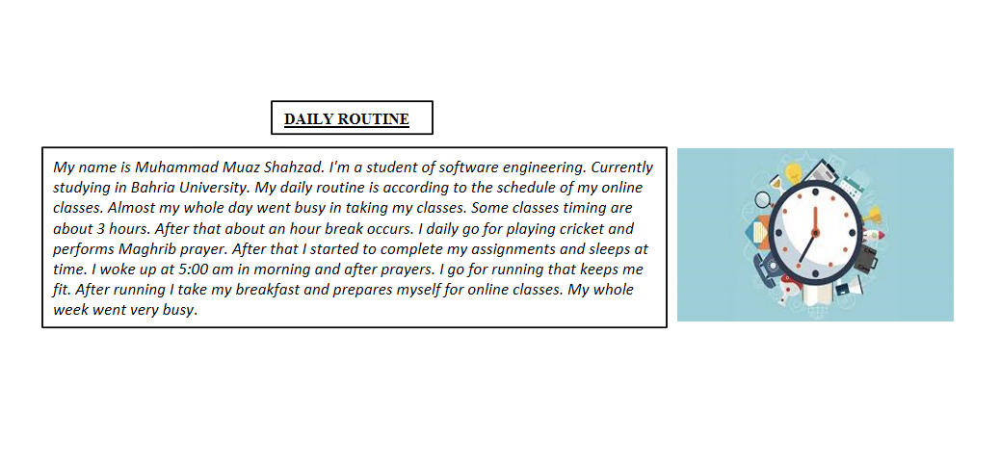 DAILY ROUTINE
My name is Muhammad Muaz Shahzad. I'm a student of software engineering. Currently
studying in Bahria University. My daily routine is according to the schedule of my online
classes. Almost my whole day went busy in taking my classes. Some classes timing are
about 3 hours. After that about an hour break occurs. I daily go for playing cricket and
performs Maghrib prayer. After that I started to complete my assignments and sleeps at
time. I woke up at 5:00 am in morning and after prayers. I go for running that keeps me
fit. After running I take my breakfast and prepares myself for online classes. My whole
week went very busy.